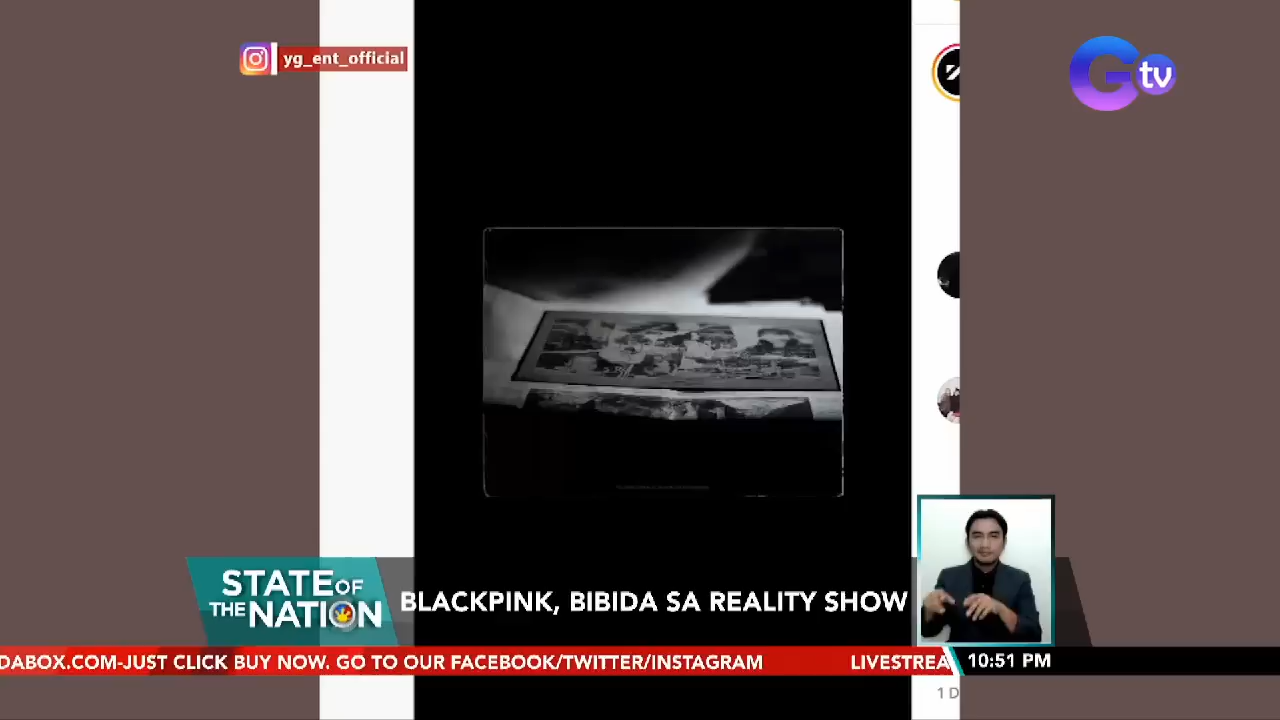 yg_ent_official
G tv
STATE OF
THE NATION
BLACKPINK, BIBIDA SA REALITY SHOW
DABOX.COM-JUST CLICK BUY NOW. GO TO OUR FACEBOOK/TWITTER/INSTAGRAM
LIVESTREA
10:51 PM
1 D